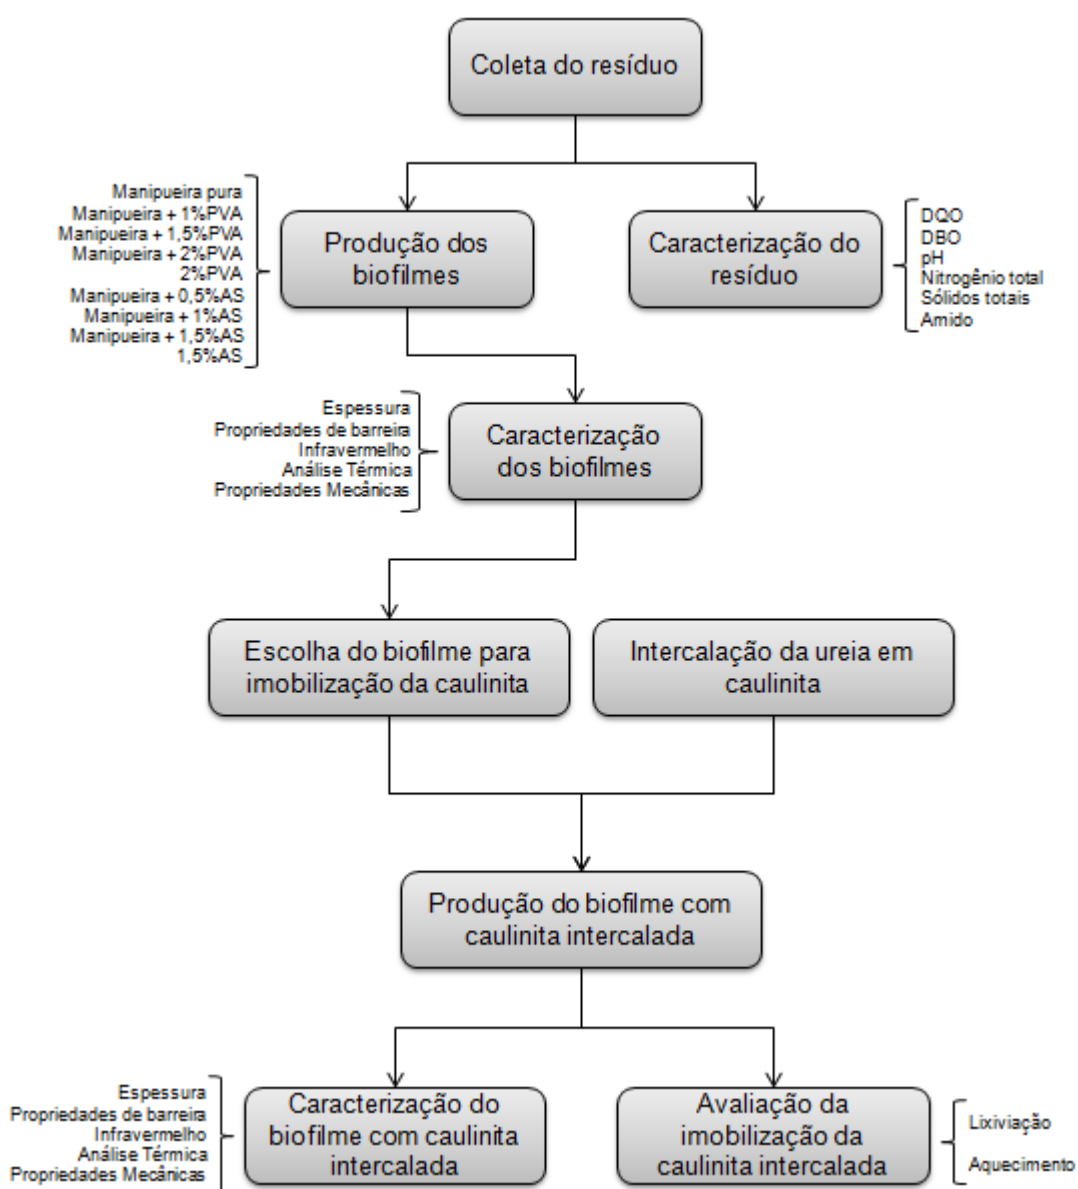 Coleta do resíduo
Manipueira pura
Manipueira + 1%PVA
Manipueira + 1,5%PVA
Manipueira + 2%PVA
2%PVA
Manipueira + 0,5%AS
Manipueira + 1%AS
Manipueira + 1,5%AS
1,5%AS
Produção dos
biofilmes
Caracterização do
resíduo
DQO
DBO
pH
Nitrogênio total
Sólidos totais
Amido
Espessura
Propriedades de barreira
Infravermelho
Análise Térmica
Propriedades Mecânicas
Caracterização
dos biofilmes
Escolha do biofilme para
imobilização da caulinita
Intercalação da ureia em
caulinita
Produção do biofilme com
caulinita intercalada
Espessura
Propriedades de barreira
Infravermelho
Análise Térmica
Propriedades Mecânicas
Caracterização do
biofilme com caulinita
intercalada
Avaliação da
imobilização da
caulinita intercalada
Lixiviação
Aquecimento